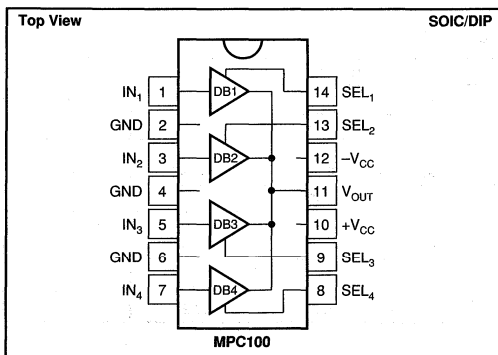 Top View SOIC/DIP
IN1 1 DB1 14 SEL1
GND 2 13 SEL2
IN2 3 DB2 12 –VCC
GND 4 11 VOUT
IN3 5 DB3 10 +VCC
GND 6 9 SEL3
IN4 7 DB4 8 SEL4
MPC100